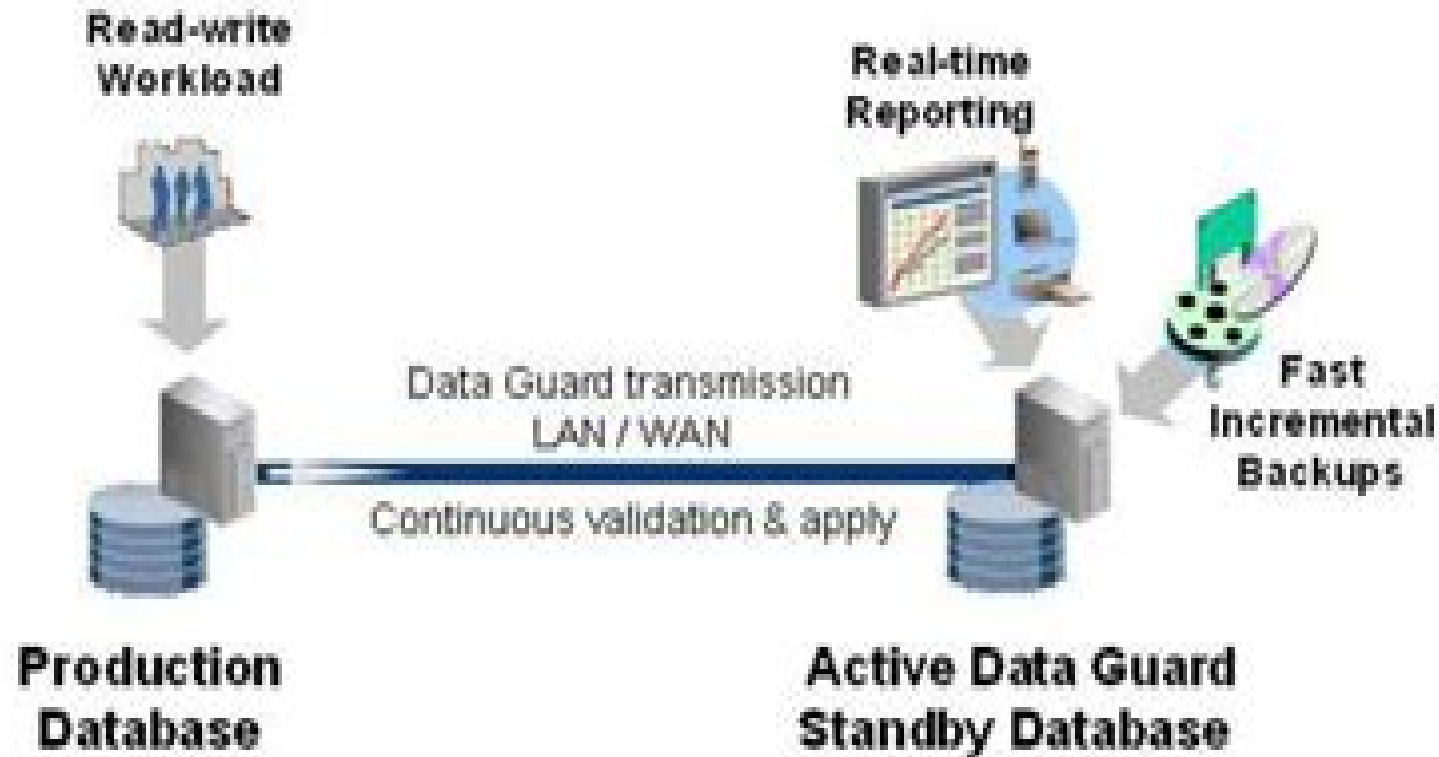 Read-write
Workload
Real-time
Reporting
Data Guard transmission
LAN / WAN
Continuous validation & apply
Fast
Incremental
Backups
Production
Database
Active Data Guard
Standby Database